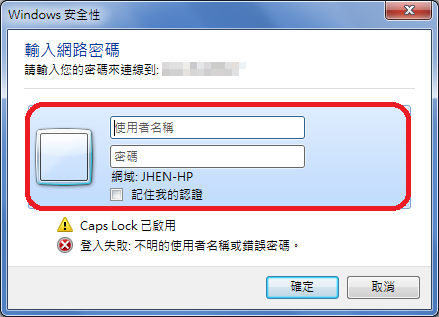 Windows 安全性
輸入網路密碼
請輸入您的密碼來連線到:
使用者名稱
密碼
網域: JHEN-HP
記住我的認證
Caps Lock 已啟用
登入失敗: 不明的使用者名稱或錯誤密碼。
確定
取消